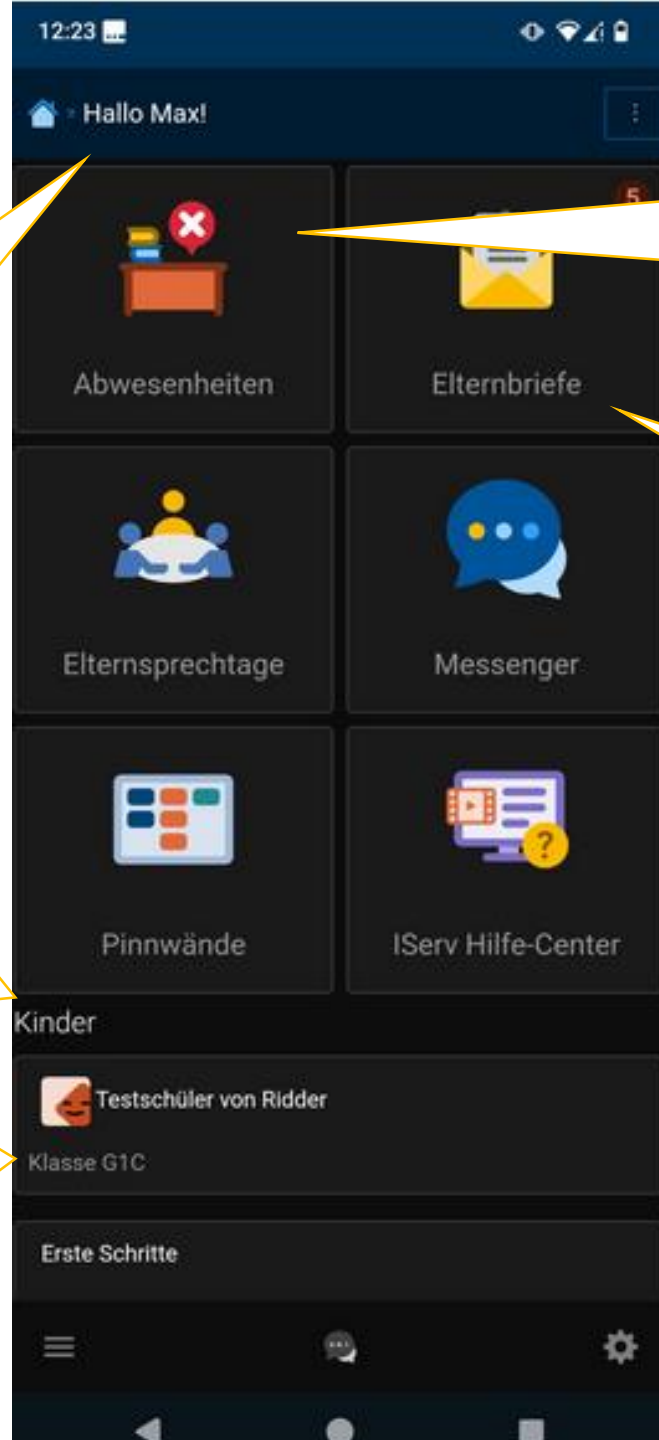 12:23
Hallo Max!
5
Abwesenheiten
Elternbriefe
Elternsprechtage
Messenger
Pinnwände
IServ Hilfe-Center
Kinder
Testschüler von Ridder
Klasse G1C
Erste Schritte